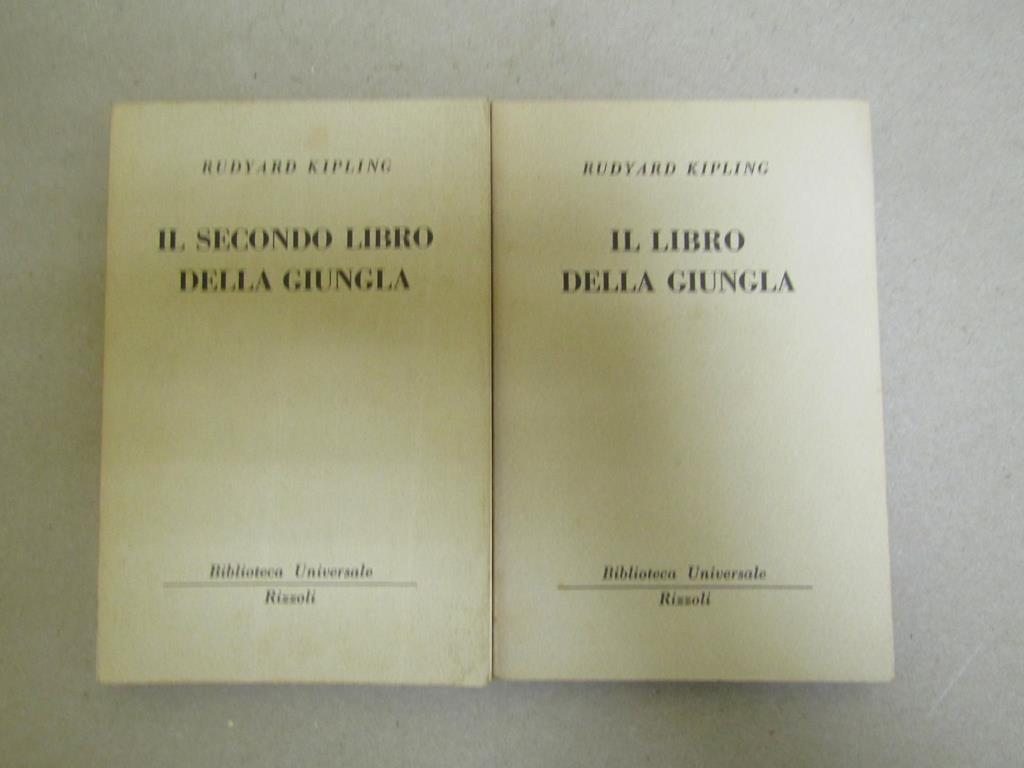 RUDYARD KIPLING
IL SECONDO LIBRO
DELLA GIUNGLA
Biblioteca Universale
Rizzoli
RUDYARD KIPLING
IL LIBRO
DELLA GIUNGLA
Biblioteca Universale
Rizzoli